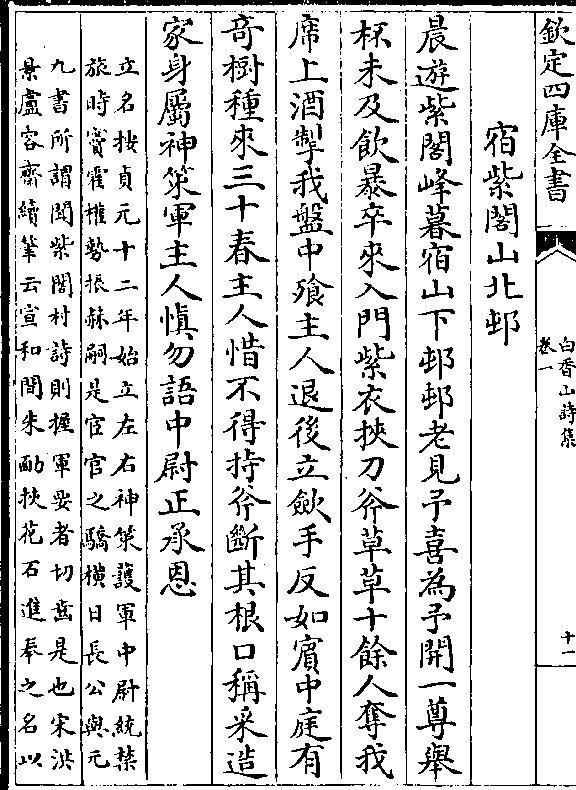 欽定四庫全書
白香山詩集
卷一
十一
宿紫閣山北邨
晨遊紫閣峰暮宿山下邨邨老見予喜為予開一尊舉
杯未及飲暴卒來入門紫衣挾刀斧草草十餘人奪我
席上酒掣我盤中飧主人退後立斂手反如賓中庭有
奇樹種來三十春主人惜不得持斧斷其根口稱采造
家身屬神策軍主人慎勿語中尉正承恩
立名按貞元十二年始立左右神策護軍中尉統禁
旅時竇霍權勢振赫嗣是宦官之驕橫日長公與元
九書所謂聞紫閣村詩則握軍要者切齒是也宋洪
景盧容齋續筆云宣和間朱勔挾花石進奉之名以